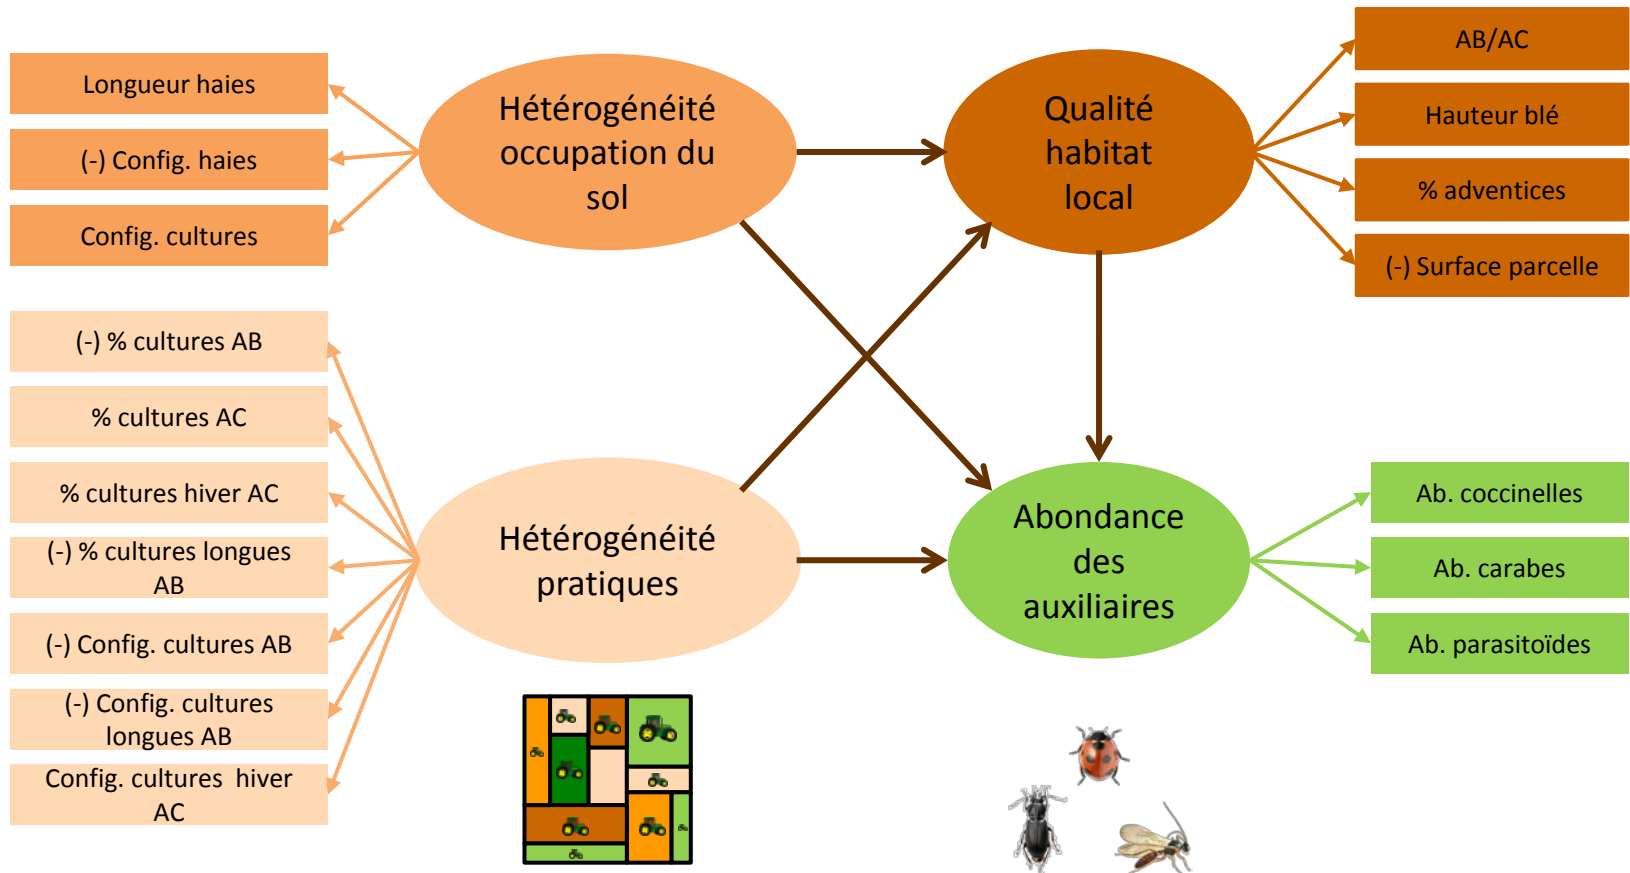 Longueur haies
(-) Config. haies
Config. cultures
Hétérogénéité
occupation du
sol
Qualité
habitat
local
AB/AC
Hauteur blé
% adventices
(-) Surface parcelle
(-) % cultures AB
% cultures AC
% cultures hiver AC
(-) % cultures longues
AB
(-) Config. cultures AB
(-) Config. cultures
longues AB
Config. cultures  hiver
AC
Hétérogénéité
pratiques
Abondance
des
auxiliaires
Ab. coccinelles
Ab. carabes
Ab. parasitoïdes